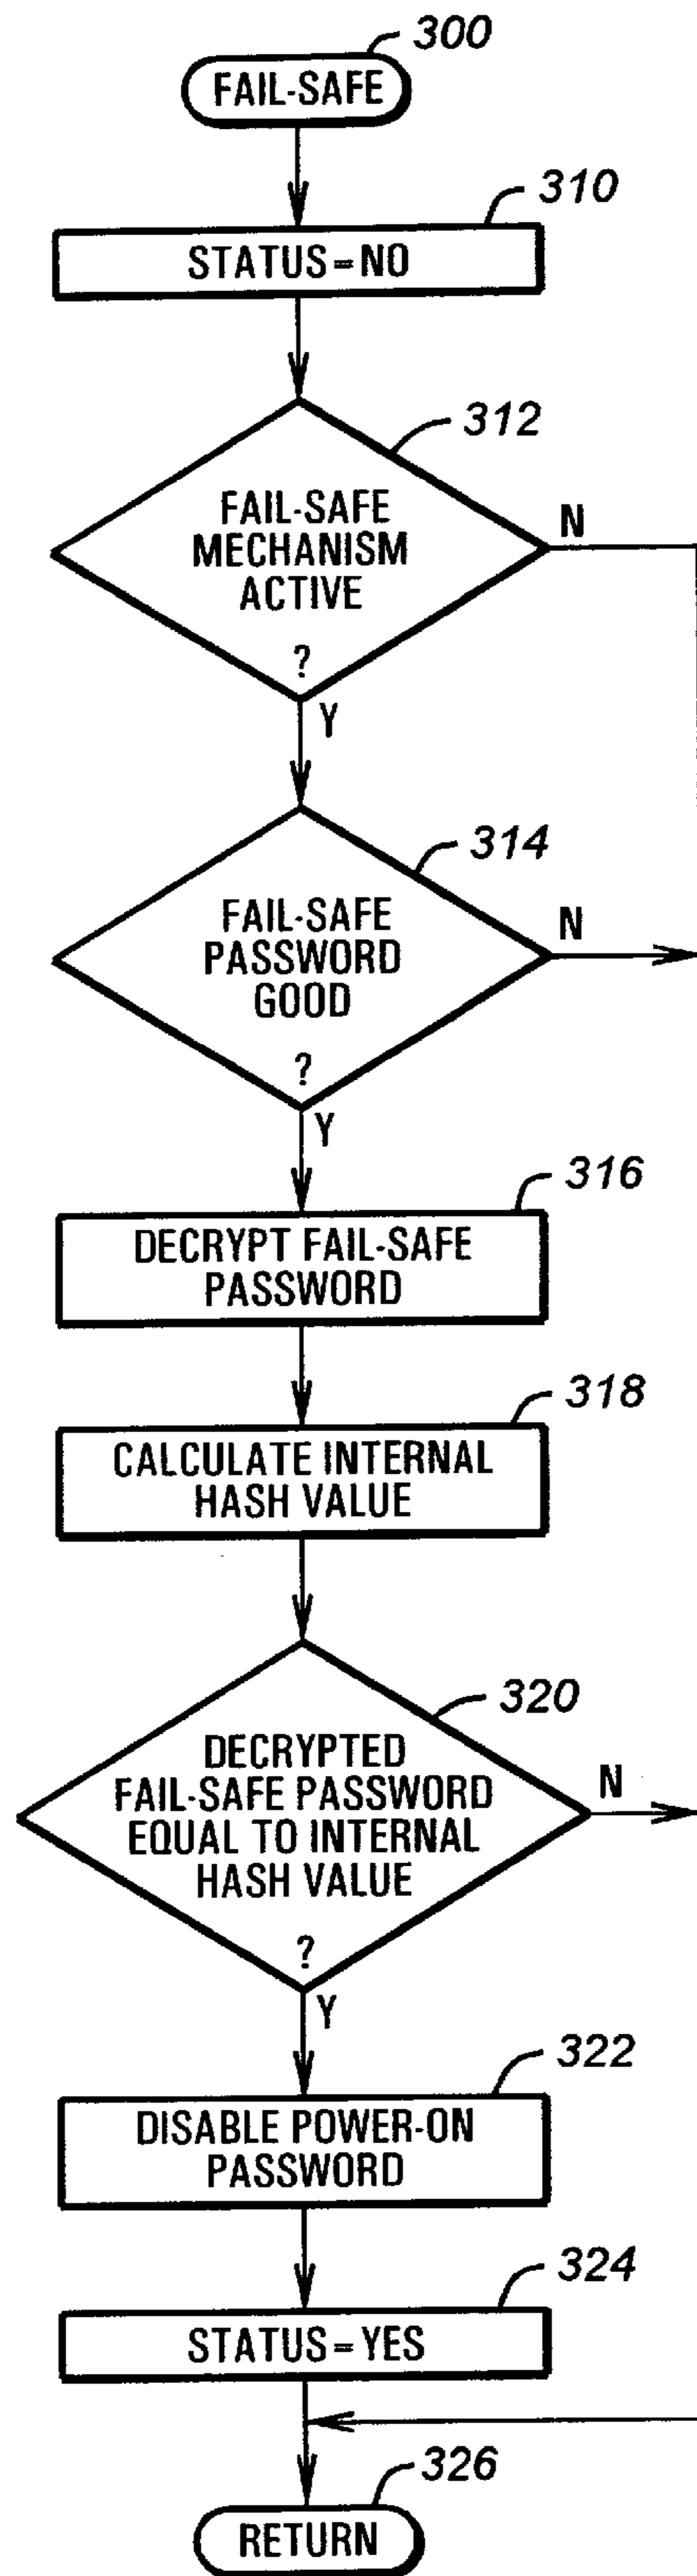 300
FAIL-SAFE
310
STATUS=NO
312
FAIL-SAFE
MECHANISM
ACTIVE
?
N
Y
314
FAIL-SAFE
PASSWORD
GOOD
?
N
Y
316
DECRYPT FAIL-SAFE
PASSWORD
318
CALCULATE INTERNAL
HASH VALUE
320
DECRYPTED
FAIL-SAFE PASSWORD
EQUAL TO INTERNAL
HASH VALUE
?
N
Y
322
DISABLE POWER-ON
PASSWORD
324
STATUS=YES
326
RETURN